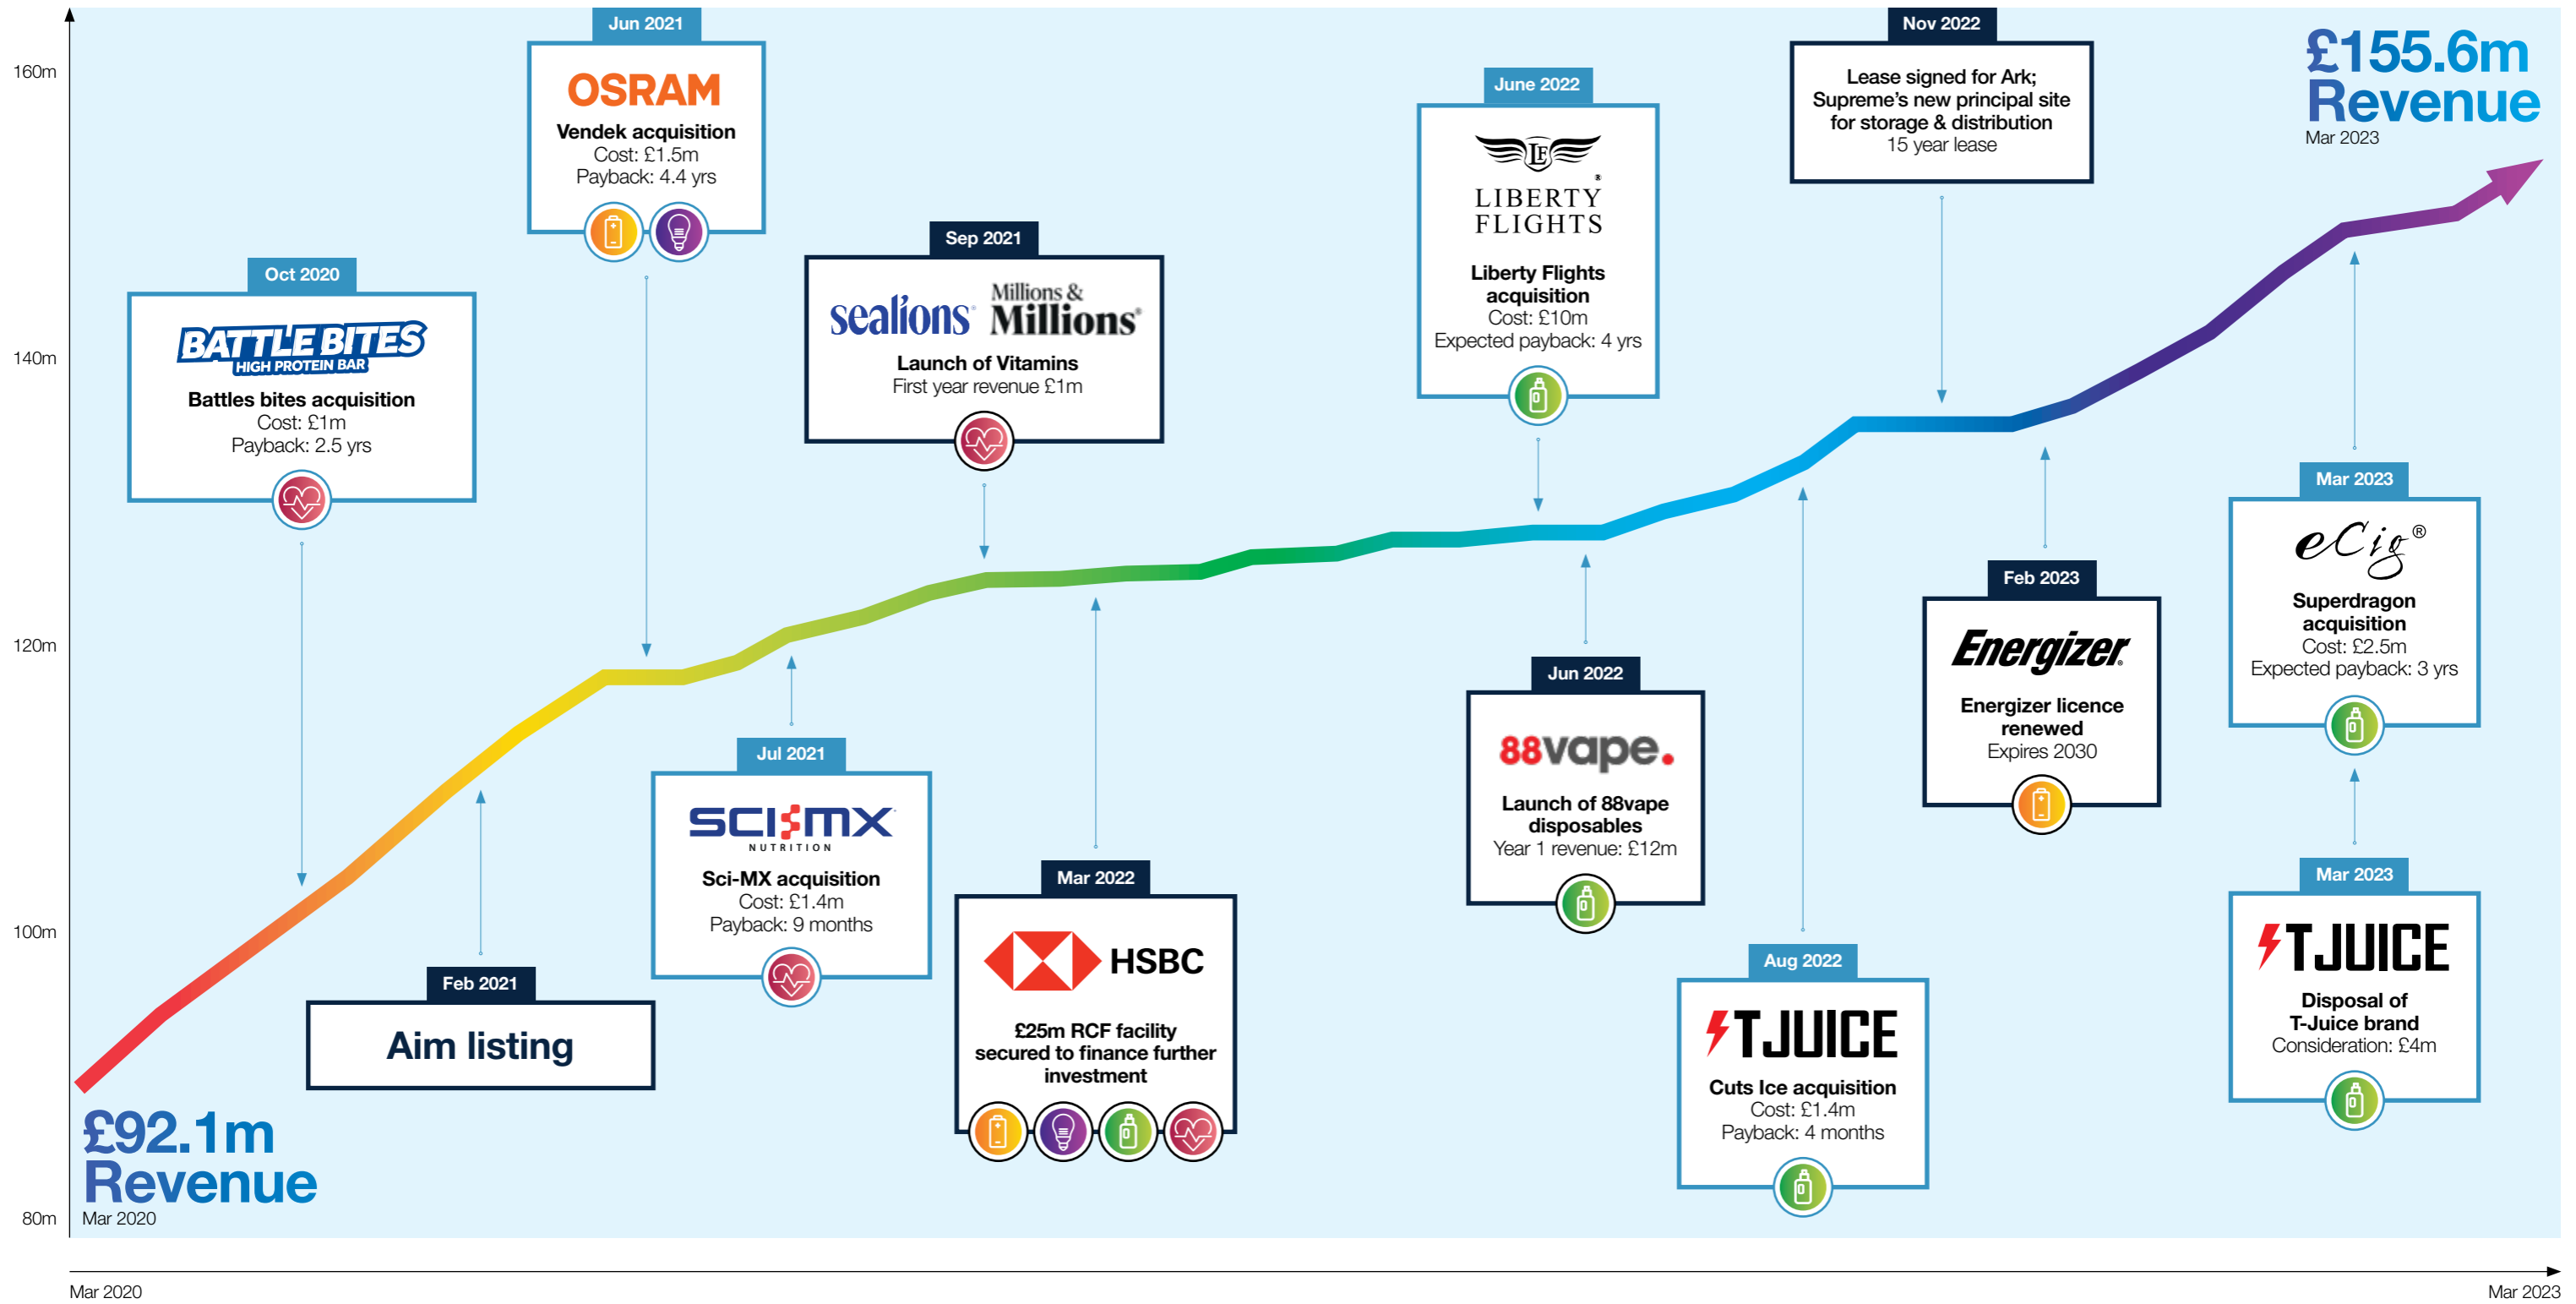 160m
140m
120m
100m
80m
Mar 2020
Mar 2023
£92.1m
Revenue
Mar 2020
Oct 2020
BATTLE BITES
HIGH PROTEIN BAR
Battles bites acquisition
Cost: £1m
Payback: 2.5 yrs
Feb 2021
Aim listing
Jun 2021
OSRAM
Vendek acquisition
Cost: £1.5m
Payback: 4.4 yrs
Jul 2021
SCI MX
NUTRITION
Sci-MX acquisition
Cost: £1.4m
Payback: 9 months
Sep 2021
sealions Millions &
Millions®
Launch of Vitamins
First year revenue £1m
Mar 2022
HSBC
£25m RCF facility
secured to finance further
investment
June 2022
LF
LIBERTY®
FLIGHTS
Liberty Flights
acquisition
Cost: £10m
Expected payback: 4 yrs
Jun 2022
88vape.
Launch of 88vape
disposables
Year 1 revenue: £12m
Aug 2022
TJUICE
Cuts Ice acquisition
Cost: £1.4m
Payback: 4 months
Nov 2022
Lease signed for Ark;
Supreme's new principal site
for storage & distribution
15 year lease
Feb 2023
Energizer®
Energizer licence
renewed
Expires 2030
Mar 2023
eCig®
Superdragon
acquisition
Cost: £2.5m
Expected payback: 3 yrs
Mar 2023
TJUICE
Disposal of
T-Juice brand
Consideration: £4m
£155.6m
Revenue
Mar 2023